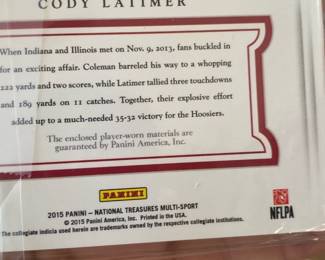 CODY LATIMER
When Indiana and Illinois met on Nov. 9, 2013, fans buckled in
for an exciting affair. Coleman barreled his way to a whopping
222 yards and two scores, while Latimer tallied three touchdowns
and 189 yards on 11 catches. Together, their explosive effort
added up to a much-needed 35-32 victory for the Hoosiers.
The enclosed player-worn materials are
guaranteed by Panini America, Inc.
PANINI
NFLPA
2015 PANINI – NATIONAL TREASURES MULTI-SPORT
© 2015 Panini America, Inc. Printed in the USA.
The collegiate indicia used herein are trademarks owned by the respective collegiate institutions.